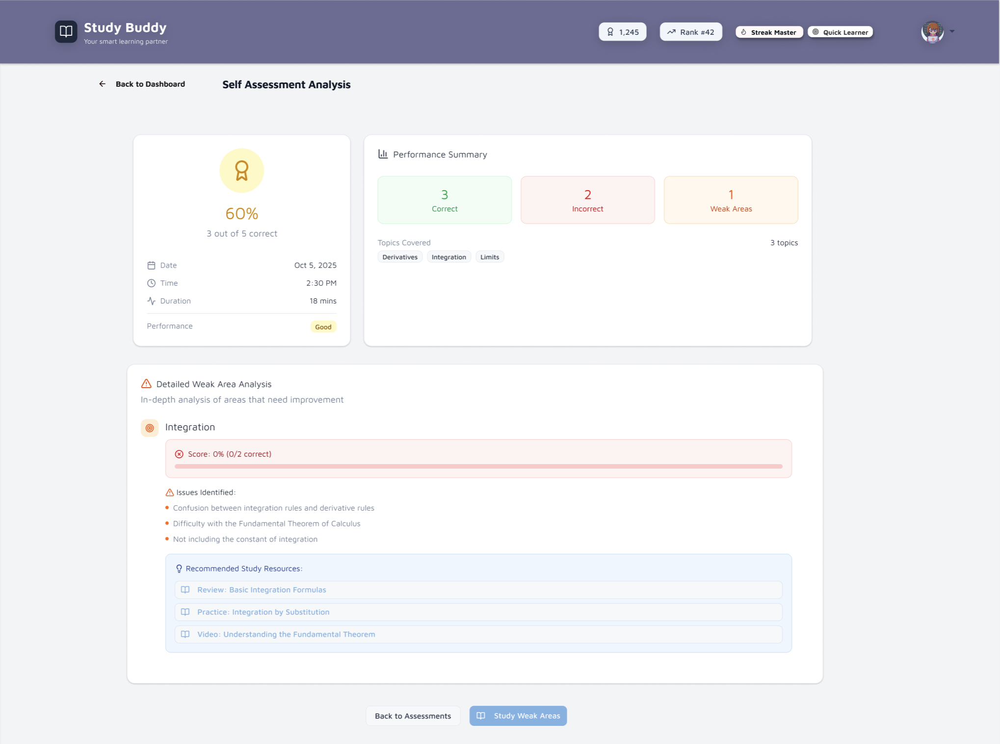 Study Buddy
Your smart learning partner
1,245
Rank #42
Streak Master
Quick Learner
Back to Dashboard
Self Assessment Analysis
60%
3 out of 5 correct
Date
Oct 5, 2025
Time
2:30 PM
Duration
18 mins
Performance
Good
Performance Summary
3
Correct
2
Incorrect
1
Weak Areas
Topics Covered
3 topics
Derivatives
Integration
Limits
Detailed Weak Area Analysis
In-depth analysis of areas that need improvement
Integration
Score: 0% (0/2 correct)
Issues Identified:
Confusion between integration rules and derivative rules
Difficulty with the Fundamental Theorem of Calculus
Not including the constant of integration
Recommended Study Resources:
Review: Basic Integration Formulas
Practice: Integration by Substitution
Video: Understanding the Fundamental Theorem
Back to Assessments
Study Weak Areas